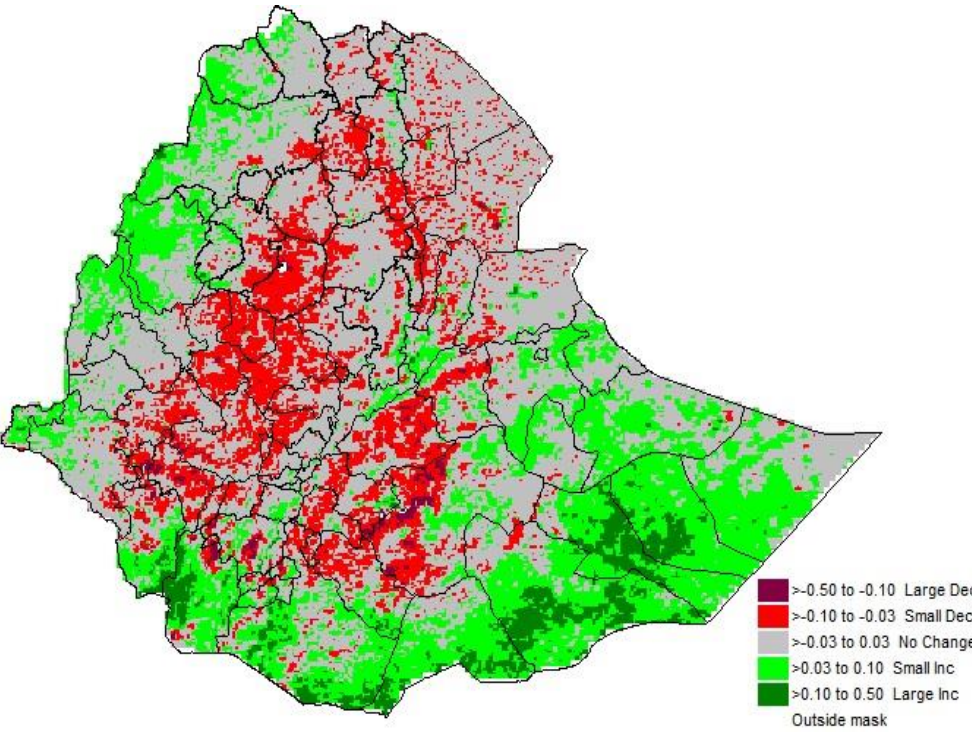 >-0.50 to -0.10 Large Dec
>-0.10 to -0.03 Small Dec
>-0.03 to 0.03 No Change
>0.03 to 0.10 Small Inc
>0.10 to 0.50 Large Inc
Outside mask